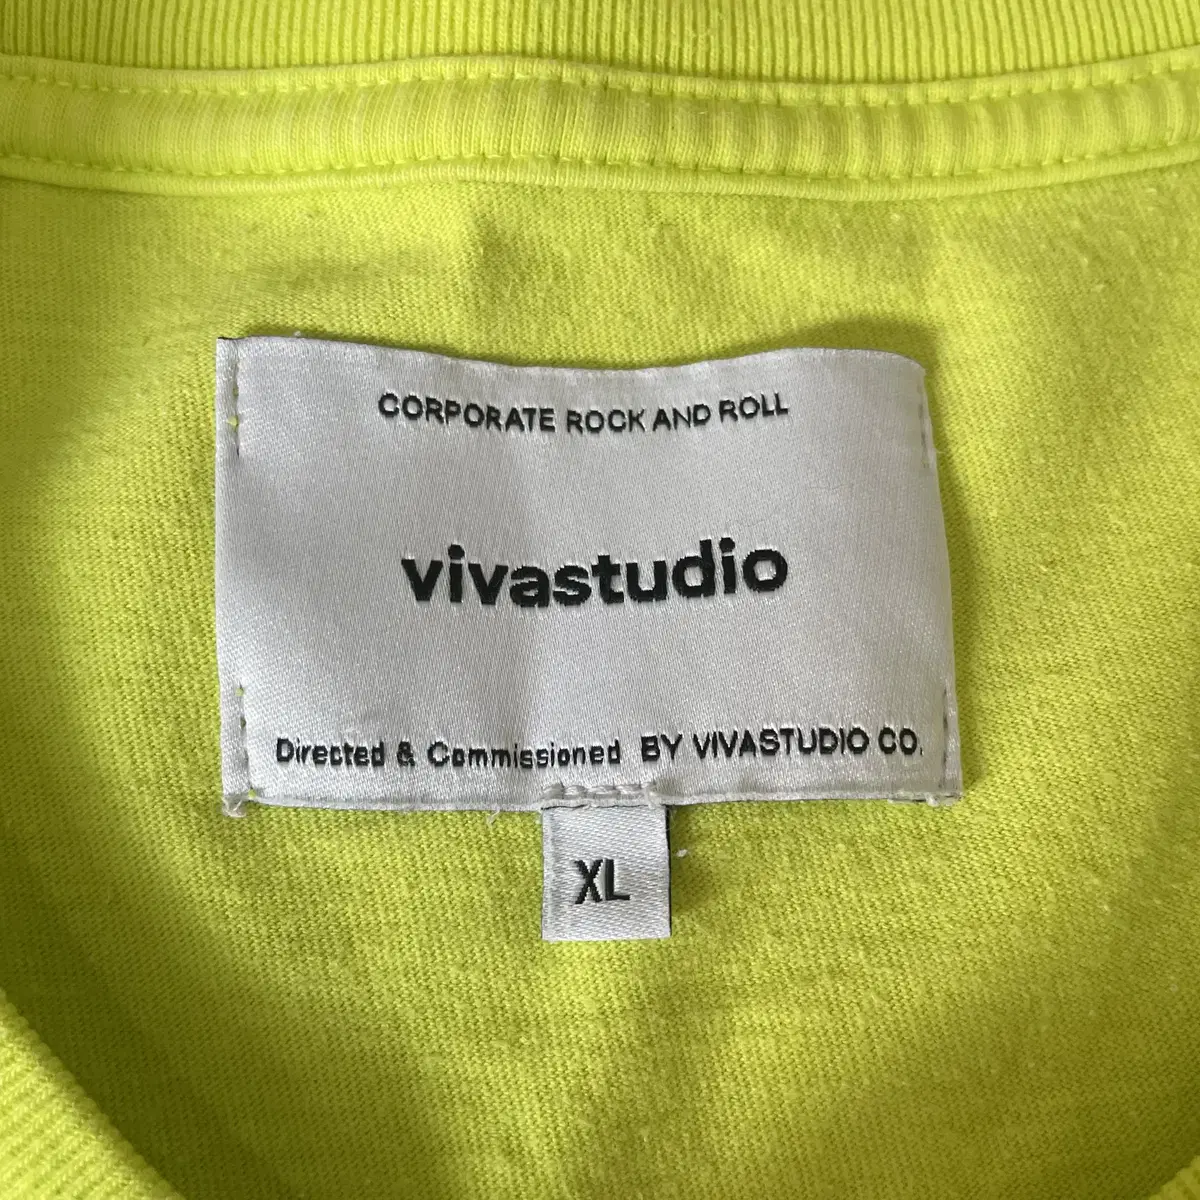 CORPORATE ROCK AND ROLL
vivastudio
Directed & Commissioned BY VIVASTUDIO CO.
XL